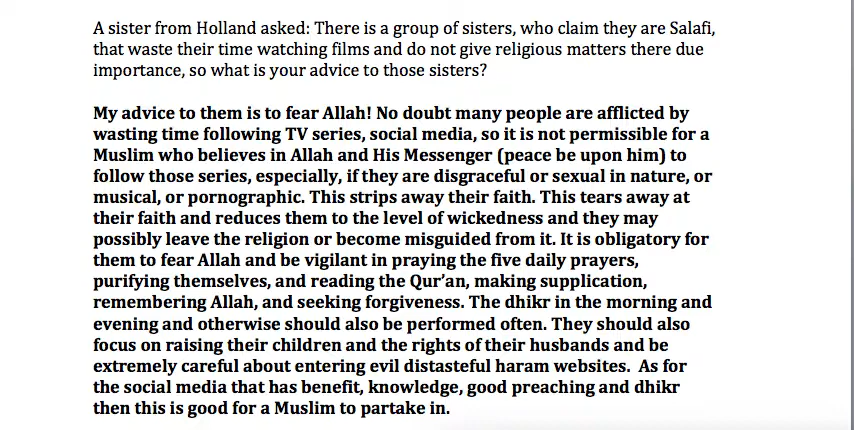 A sister from Holland asked: There is a group of sisters, who claim they are Salafi,
that waste their time watching films and do not give religious matters there due
importance, so what is your advice to those sisters?
My advice to them is to fear Allah! No doubt many people are afflicted by
wasting time following TV series, social media, so it is not permissible for a
Muslim who believes in Allah and His Messenger (peace be upon him) to
follow those series, especially, if they are disgraceful or sexual in nature, or
musical, or pornographic. This strips away their faith. This tears away at
their faith and reduces them to the level of wickedness and they may
possibly leave the religion or become misguided from it. It is obligatory for
them to fear Allah and be vigilant in praying the five daily prayers,
purifying themselves, and reading the Qur’an, making supplication,
remembering Allah, and seeking forgiveness. The dhikr in the morning and
evening and otherwise should also be performed often. They should also
focus on raising their children and the rights of their husbands and be
extremely careful about entering evil distasteful haram websites.  As for
the social media that has benefit, knowledge, good preaching and dhikr
then this is good for a Muslim to partake in.